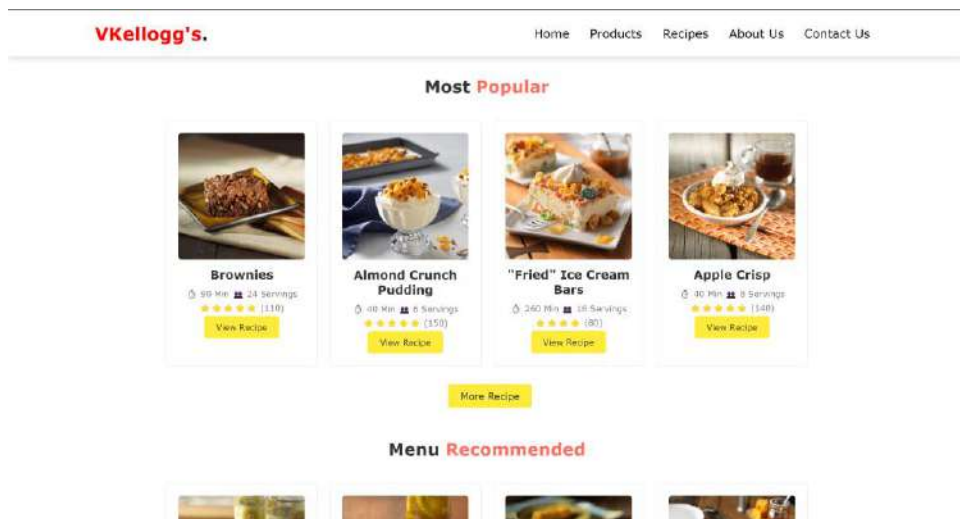 VKellogg's.
Home Products Recipes About Us Contact Us
Most Popular
Brownies
90 Min 24 Servings
(110)
View Recipe
Almond Crunch
Pudding
40 Min 6 Servings
(150)
View Recipe
"Fried" Ice Cream
Bars
260 Min 16 Servings
(80)
View Recipe
Apple Crisp
40 Min 8 Servings
(140)
View Recipe
More Recipe
Menu Recommended